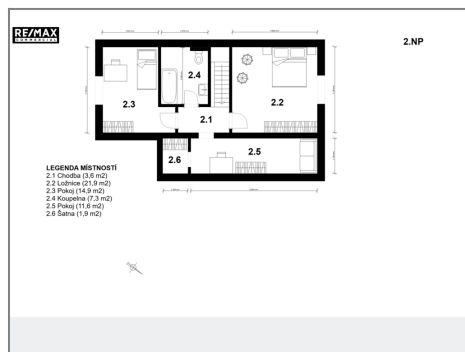 RE/MAX
COMMERCIAL
2.NP
2.4
2.3
2.2
2.1
2.6
2.5
LEGENDA MÍSTNOSTÍ
2.1 Chodba (3,6 m2)
2.2 Ložnice (21,9 m2)
2.3 Pokoj (14,9 m2)
2.4 Koupelna (7,3 m2)
2.5 Pokoj (11,6 m2)
2.6 Šatna (1,9 m2)